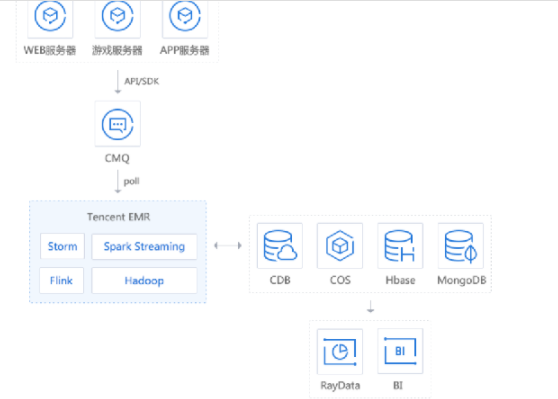 WEB服务器 游戏服务器 APP服务器
API/SDK
CMQ
poll
Tencent EMR
Storm Spark Streaming
Flink Hadoop
CDB COS Hbase MongoDB
BI
RayData BI